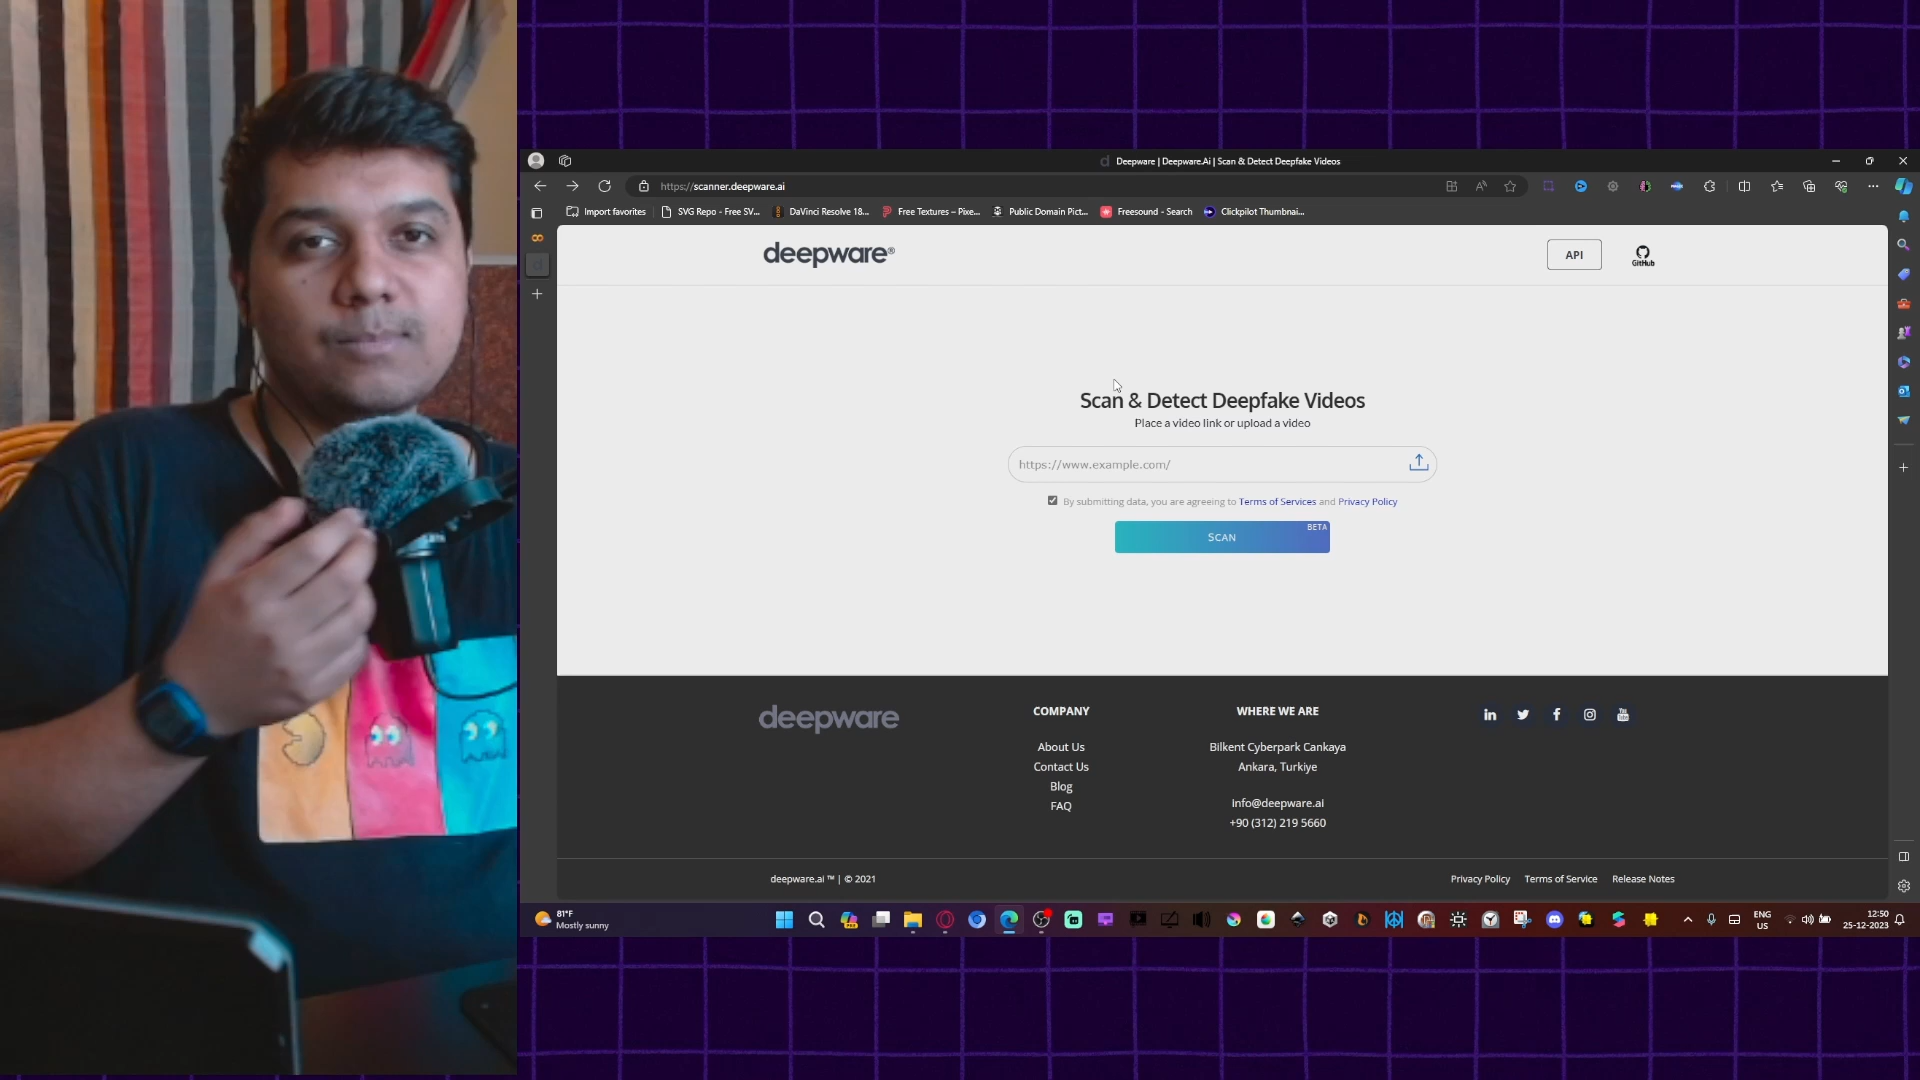 Deepware | Deepware.Ai | Scan & Detect Deepfake Videos
https://scanner.deepware.ai
Import favorites
SVG Repo - Free SV...
DaVinci Resolve 18...
Free Textures – Pixe...
Public Domain Pict...
Freesound - Search
Clickpilot Thumbnai...
deepware®
API
GitHub
Scan & Detect Deepfake Videos
Place a video link or upload a video
https://www.example.com/
By submitting data, you are agreeing to Terms of Services and Privacy Policy
SCAN
BETA
deepware
COMPANY
About Us
Contact Us
Blog
FAQ
WHERE WE ARE
Bilkent Cyberpark Cankaya
Ankara, Turkiye
info@deepware.ai
+90 (312) 219 5660
deepware.ai ™ | © 2021
Privacy Policy
Terms of Service
Release Notes
81°F
Mostly sunny
ENG
US
12:50
25-12-2023